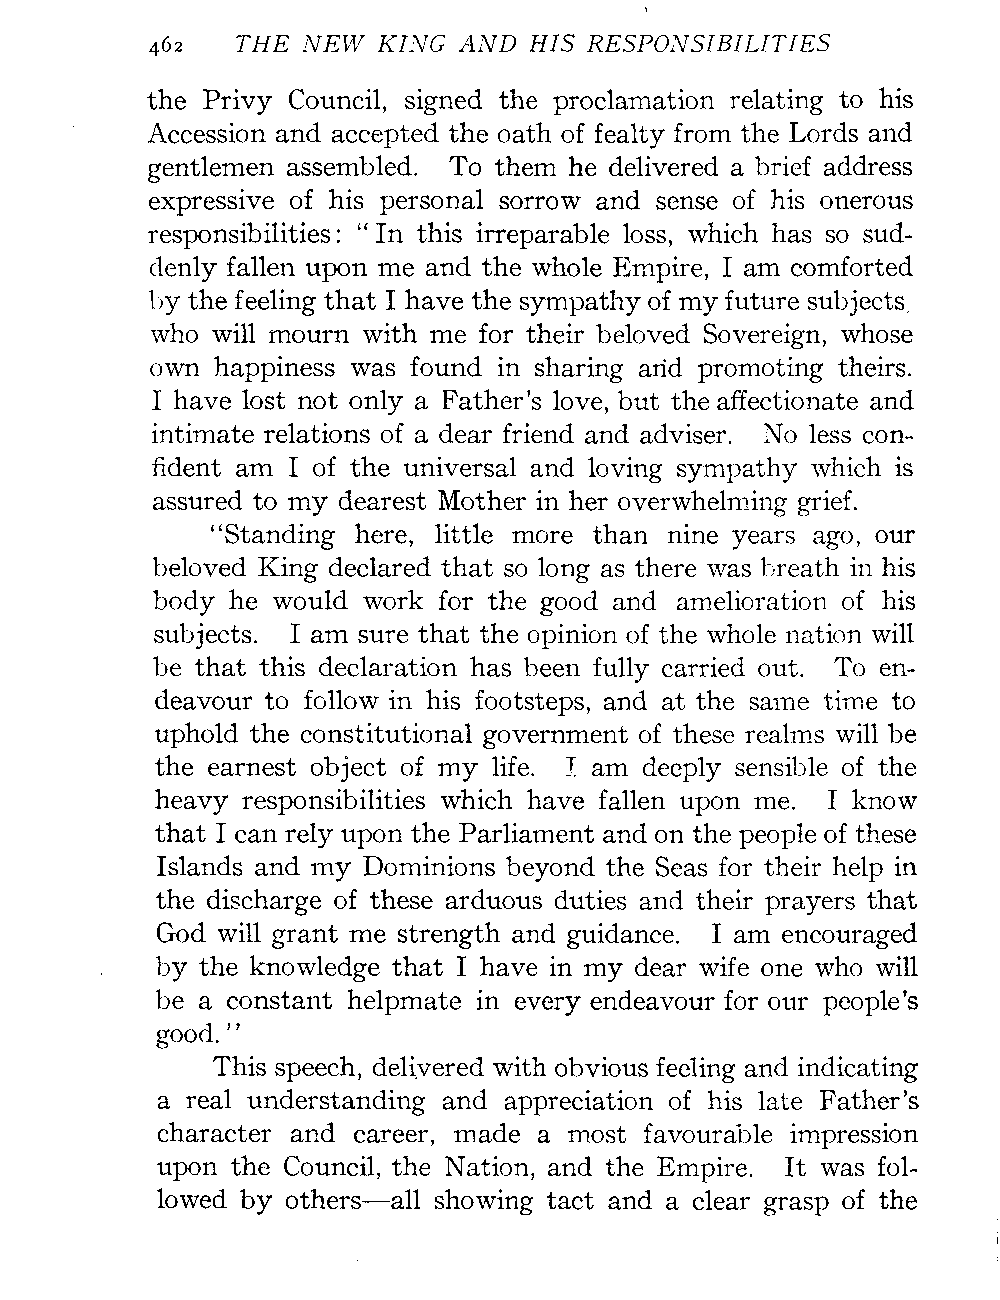 462 THE NEW KING AND HIS RESPONSIBILITIES
the Privy Council, signed the proclamation relating to his
Accession and accepted the oath of fealty from the Lords and
gentlemen assembled. To them he delivered a brief address
expressive of his personal sorrow and sense of his onerous
responsibilities: "In this irreparable loss, which has so sud-
denly fallen upon me and the whole Empire, I am comforted
by the feeling that I have the sympathy of my future subjects,
who will mourn with me for their beloved Sovereign, whose
own happiness was found in sharing and promoting theirs.
I have lost not only a Father's love, but the affectionate and
intimate relations of a dear friend and adviser. No less con-
fident am I of the universal and loving sympathy which is
assured to my dearest Mother in her overwhelming grief.
"Standing here, little more than nine years ago, our
beloved King declared that so long as there was breath in his
body he would work for the good and amelioration of his
subjects. I am sure that the opinion of the whole nation will
be that this declaration has been fully carried out. To en-
deavour to follow in his footsteps, and at the same time to
uphold the constitutional government of these realms will be
the earnest object of my life. I am deeply sensible of the
heavy responsibilities which have fallen upon me. I know
that I can rely upon the Parliament and on the people of these
Islands and my Dominions beyond the Seas for their help in
the discharge of these arduous duties and their prayers that
God will grant me strength and guidance. I am encouraged
by the knowledge that I have in my dear wife one who will
be a constant helpmate in every endeavour for our people's
good."
This speech, delivered with obvious feeling and indicating
a real understanding and appreciation of his late Father's
character and career, made a most favourable impression
upon the Council, the Nation, and the Empire. It was fol-
lowed by others—all showing tact and a clear grasp of the